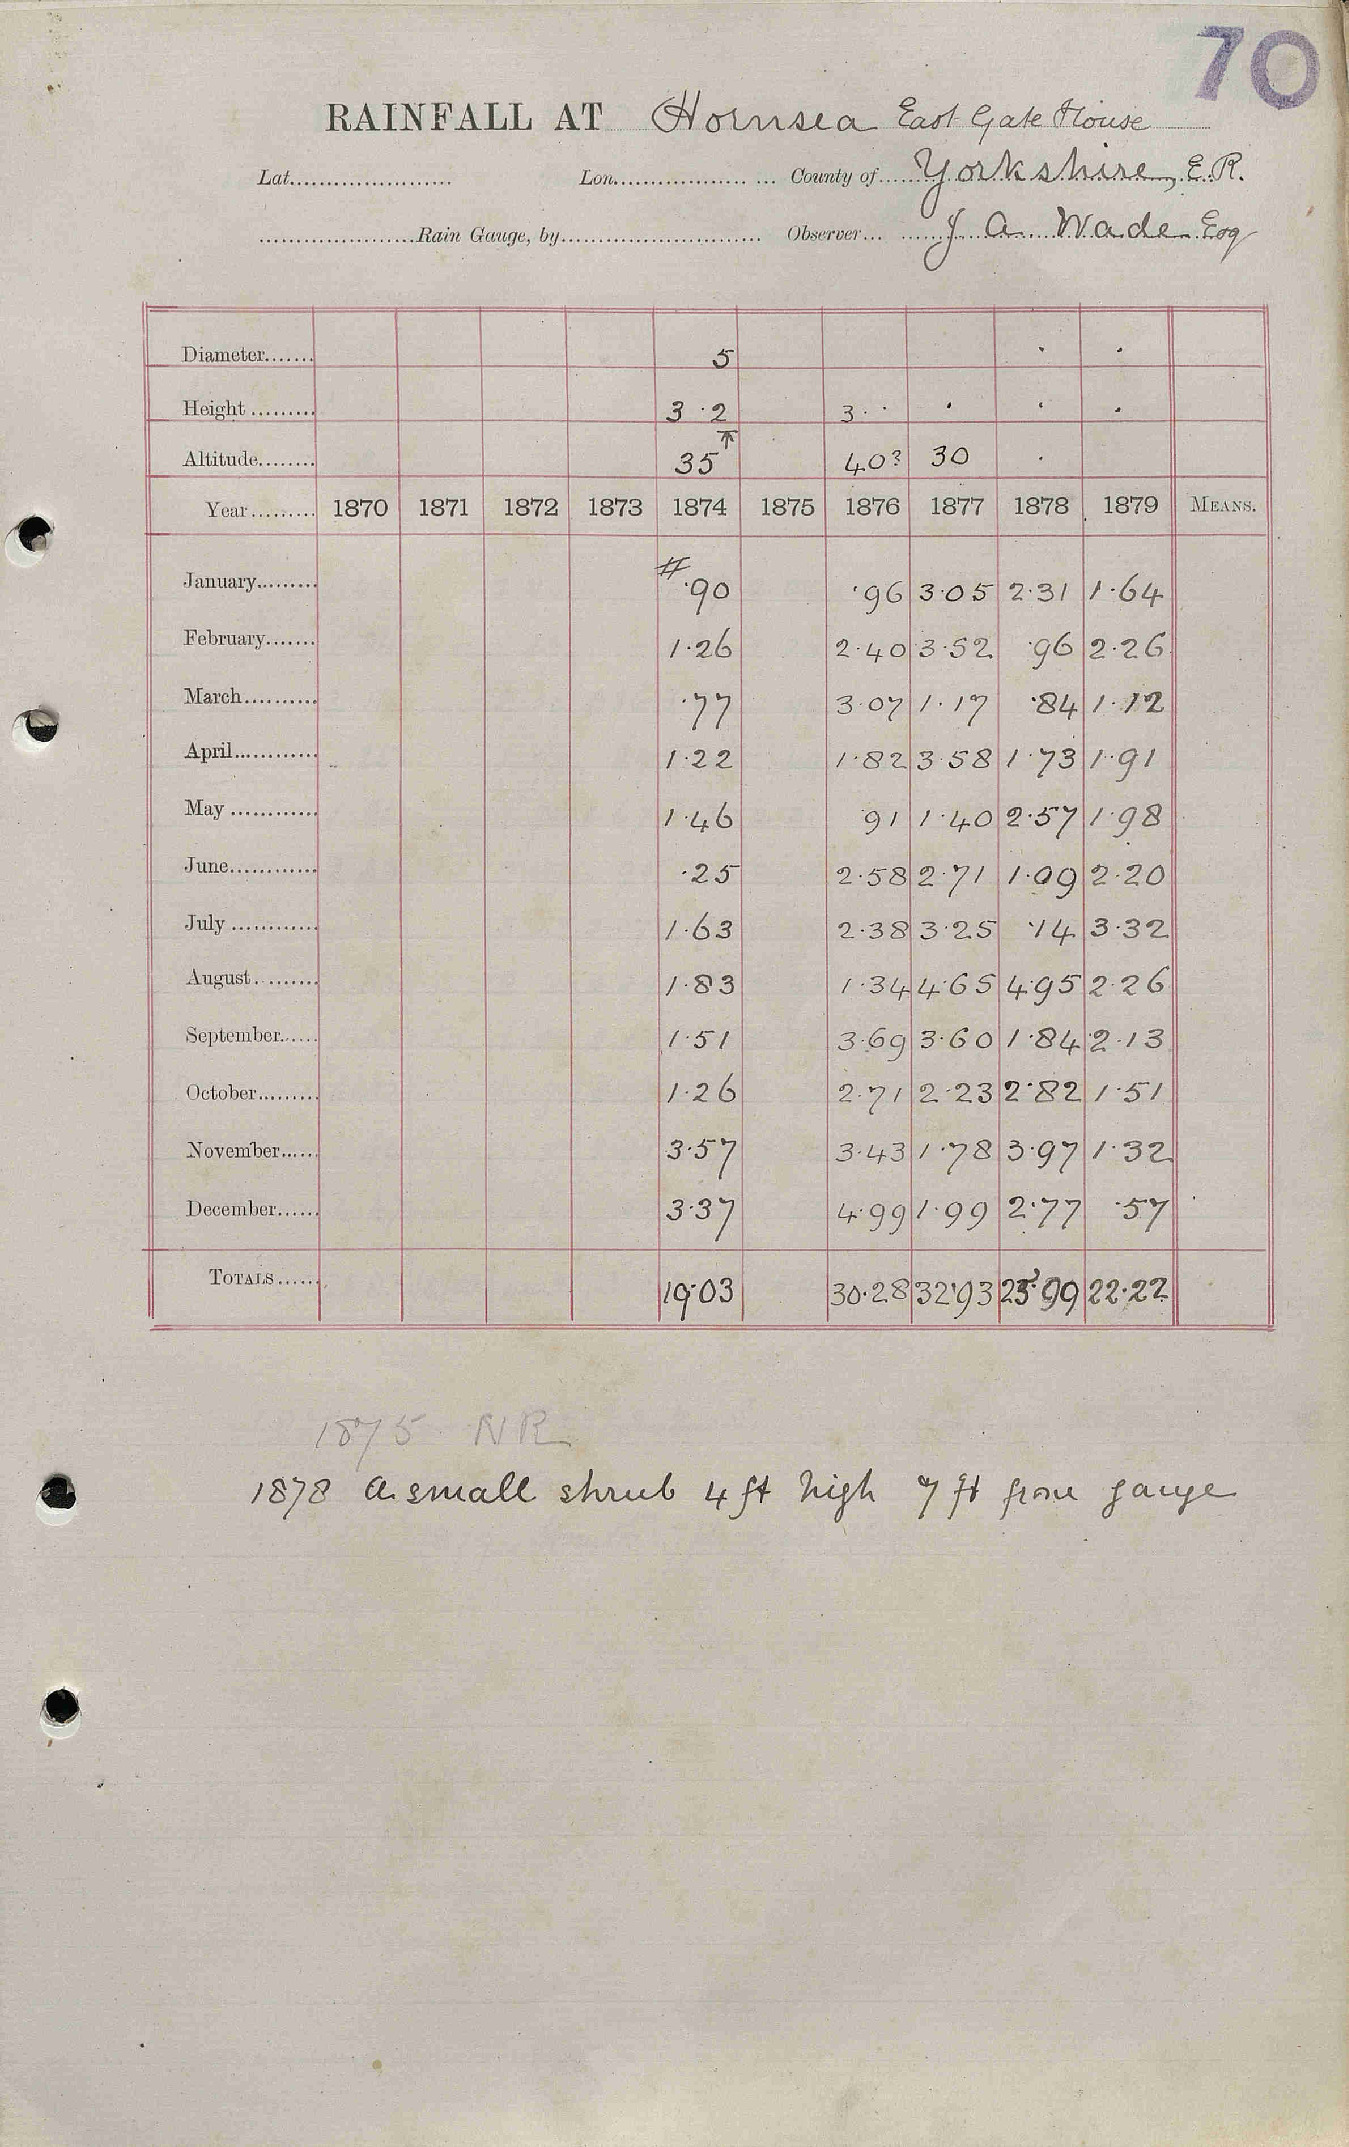 70
RAINFALL AT Hornsea East Gate House
Lat. Lon. County of Yorkshire, E.R.
Rain Gauge, by Observer J A Wade Esq
Diameter 5 · ·
Height 3·2 3·· · · ·
Altitude 35 40? 30 ·
Year 1870 1871 1872 1873 1874 1875 1876 1877 1878 1879 MEANS.
January # ·90 ·96 3·05 2·31 1·64
February 1·26 2·40 3·52 ·96 2·26
March ·77 3·07 1·17 ·84 1·12
April 1·22 1·82 3·58 1·73 1·91
May 1·46 91 1·40 2·57 1·98
June ·25 2·58 2·71 1·09 2·20
July 1·63 2·38 3·25 ·14 3·32
August 1·83 1·34 4·65 4·95 2·26
September 1·51 3·69 3·60 1·84 2·13
October 1·26 2·71 2·23 2·82 1·51
November 3·57 3·43 1·78 3·97 1·32
December 3·37 4·99 1·99 2·77 ·57
TOTALS 19·03 30·28 32·93 25·99 22·22
1875 NR
1878 A small shrub 4 ft high 7 ft from gauge